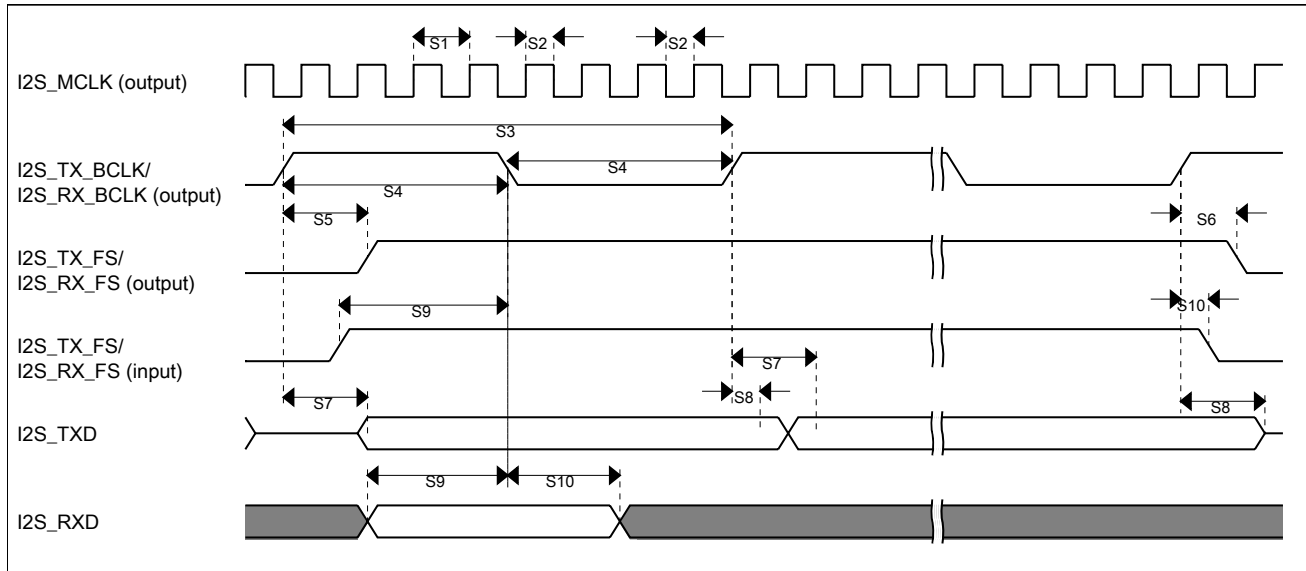 S1
S2
S2
I2S_MCLK (output)
S3
I2S_TX_BCLK/
I2S_RX_BCLK (output)
S4
S4
S5
S6
I2S_TX_FS/
I2S_RX_FS (output)
S9
S10
I2S_TX_FS/
I2S_RX_FS (input)
S7
S7
S8
S8
I2S_TXD
S9
S10
I2S_RXD